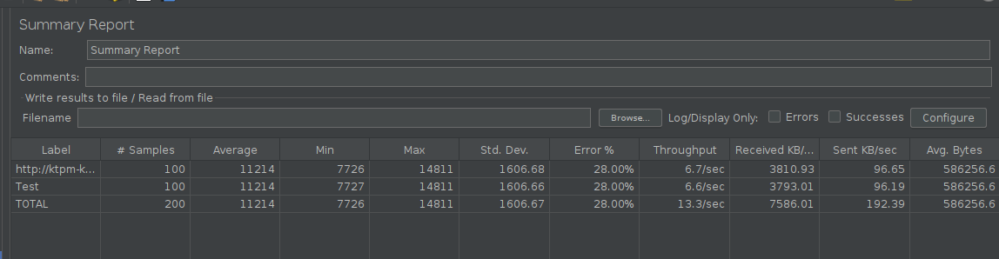 Summary Report
Name: Summary Report
Comments:
Write results to file / Read from file
Filename Browse... Log/Display Only: Errors Successes Configure
Label # Samples Average Min Max Std. Dev. Error % Throughput Received KB/... Sent KB/sec Avg. Bytes
http://ktpm-k... 100 11214 7726 14811 1606.68 28.00% 6.7/sec 3810.93 96.65 586256.6
Test 100 11214 7727 14811 1606.66 28.00% 6.6/sec 3793.01 96.19 586256.6
TOTAL 200 11214 7726 14811 1606.67 28.00% 13.3/sec 7586.01 192.39 586256.6